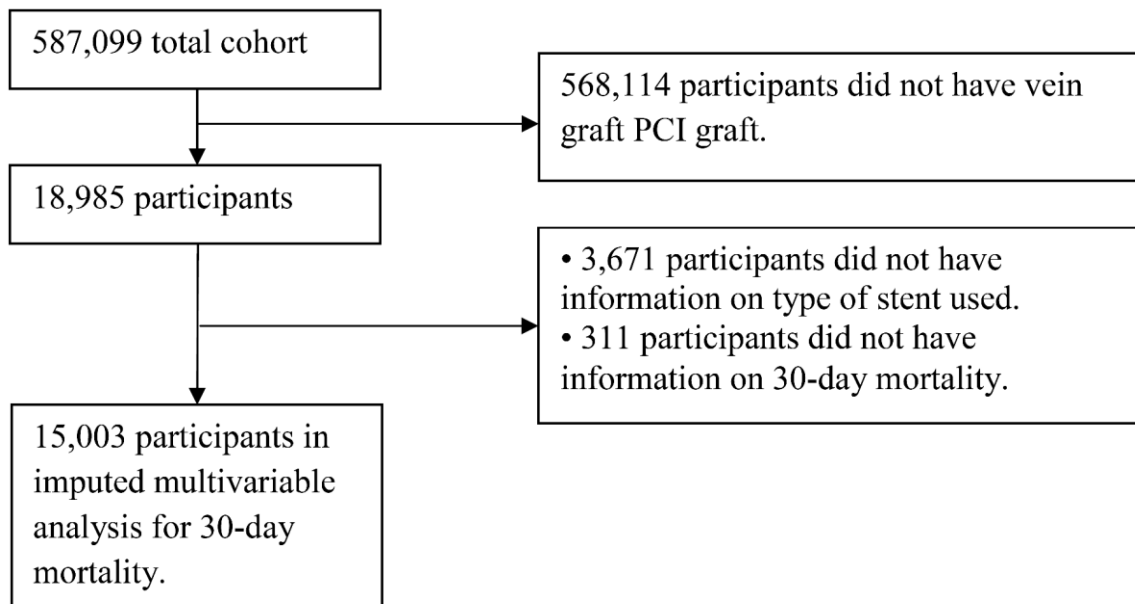 587,099 total cohort
568,114 participants did not have vein
graft PCI graft.
18,985 participants
• 3,671 participants did not have
information on type of stent used.
• 311 participants did not have
information on 30-day mortality.
15,003 participants in
imputed multivariable
analysis for 30-day
mortality.